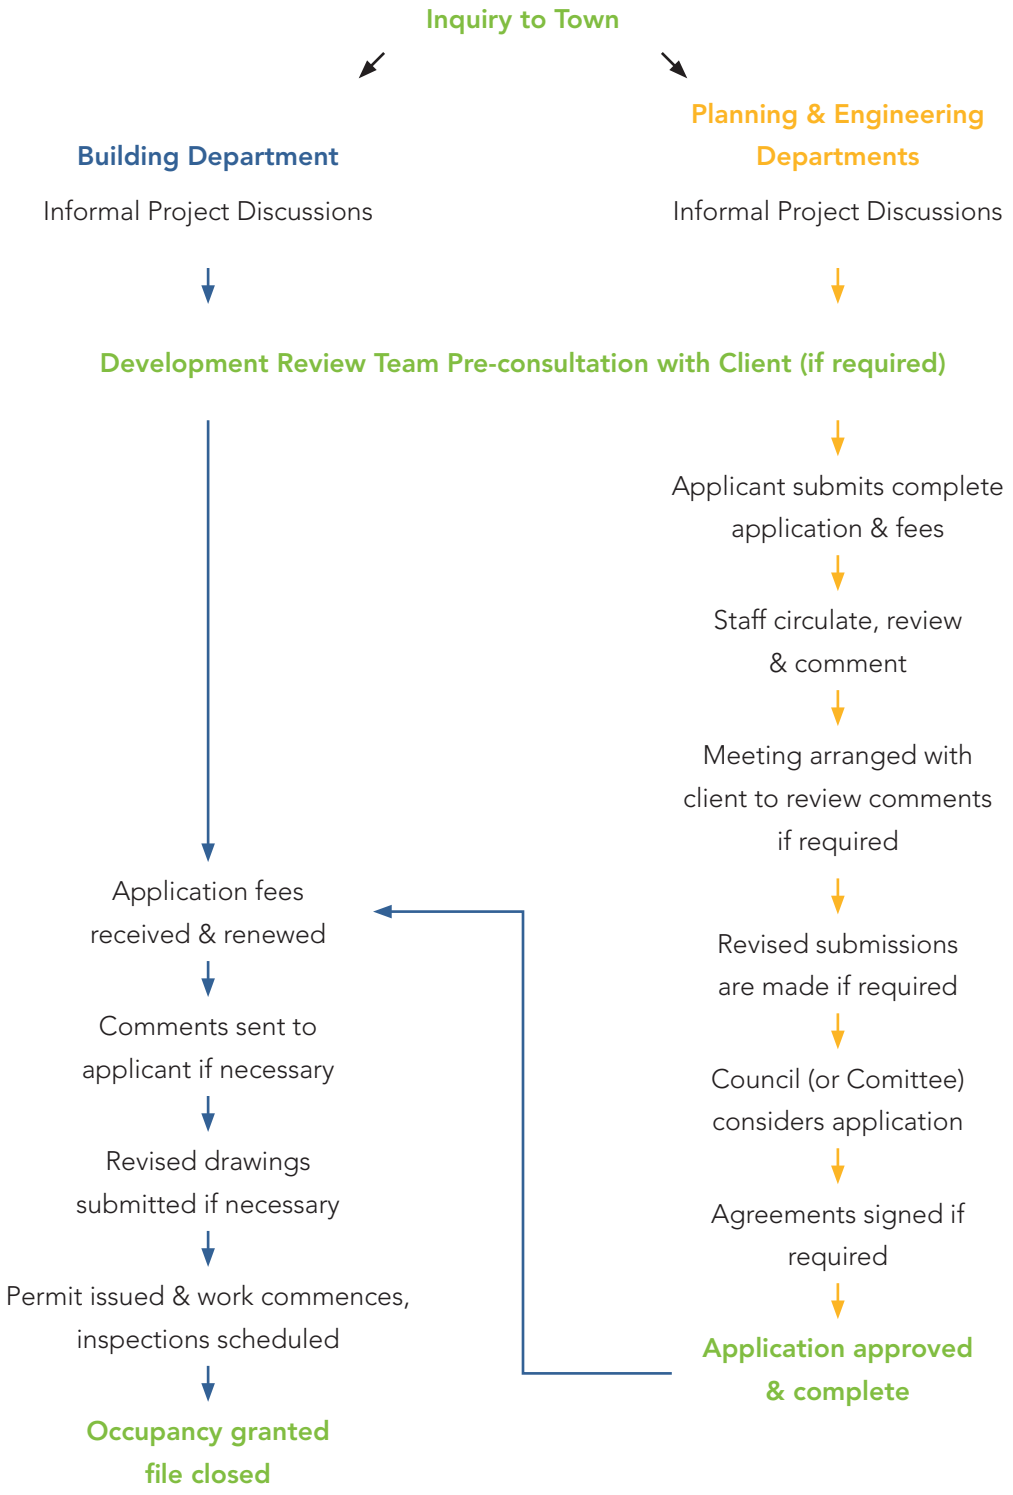 Inquiry to Town
Building Department
Informal Project Discussions
Planning & Engineering
Departments
Informal Project Discussions
Development Review Team Pre-consultation with Client (if required)
Applicant submits complete
application & fees
Staff circulate, review
& comment
Meeting arranged with
client to review comments
if required
Revised submissions
are made if required
Council (or Comittee)
considers application
Agreements signed if
required
Application approved
& complete
Application fees
received & renewed
Comments sent to
applicant if necessary
Revised drawings
submitted if necessary
Permit issued & work commences,
inspections scheduled
Occupancy granted
file closed